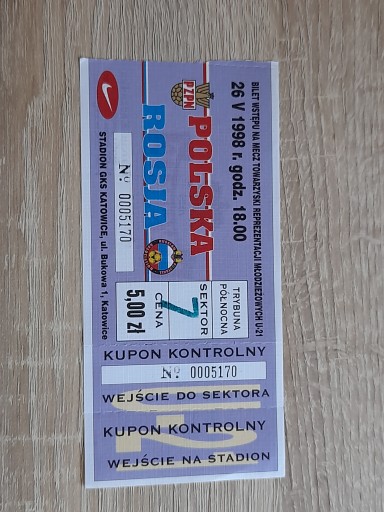 BILET WSTĘPU NA MECZ TOWARZYSKI REPREZENTACJI MŁODZIEŻOWYCH U-21
26 V 1998 r. godz. 18.00
PZPN
POLSKA
ROSJA
Nº 0005170
STADION GKS KATOWICE, ul. Bukowa 1, Katowice
TRYBUNA
PÓŁNOCNA
SEKTOR
7
CENA
5,00 zł
KUPON KONTROLNY
Nº 0005170
WEJŚCIE DO SEKTORA
KUPON KONTROLNY
WEJŚCIE NA STADION